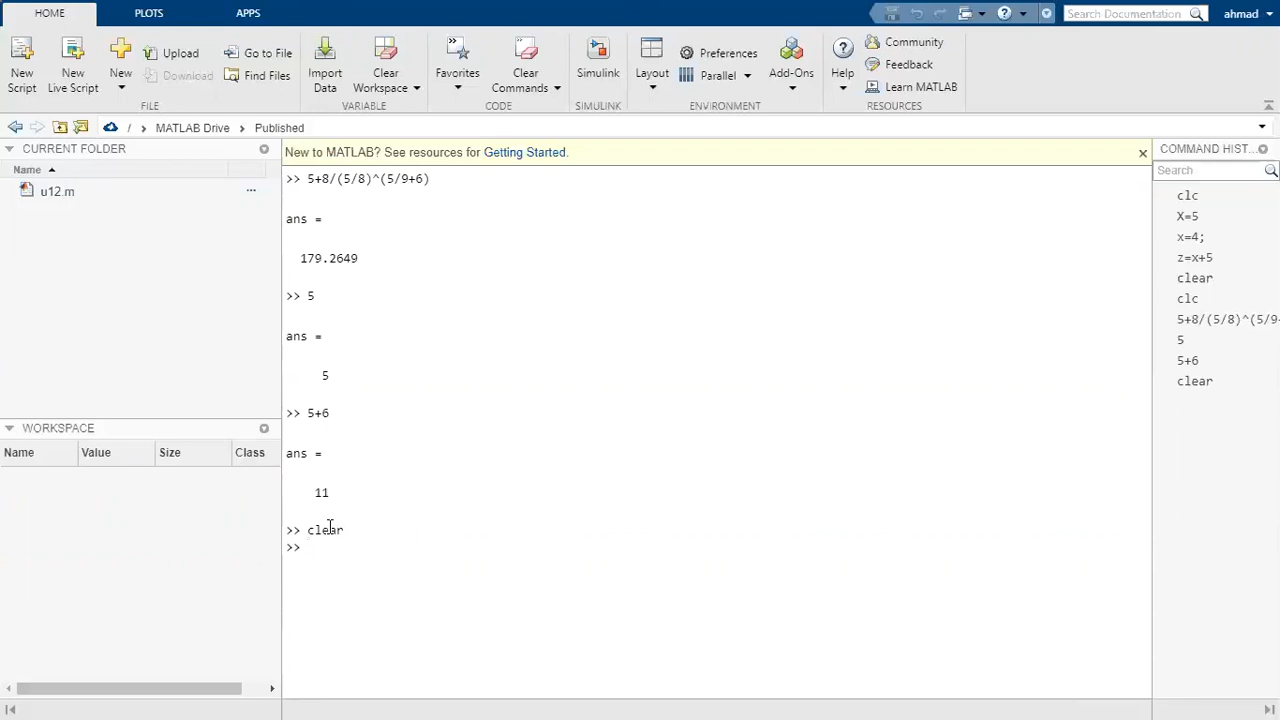 HOME PLOTS APPS
Search Documentation ahmad
New Script
New Live Script
New
Upload
Download
Go to File
Find Files
FILE
Import Data
Clear Workspace
VARIABLE
Favorites
Clear Commands
CODE
Simulink
SIMULINK
Layout
Preferences
Parallel
Add-Ons
ENVIRONMENT
Help
Community
Feedback
Learn MATLAB
RESOURCES
/ > MATLAB Drive > Published
CURRENT FOLDER
Name
u12.m
WORKSPACE
Name Value Size Class
New to MATLAB? See resources for Getting Started.
>> 5+8/(5/8)^(5/9+6)
ans =
179.2649
>> 5
ans =
5
>> 5+6
ans =
11
>> clear
>>
COMMAND HIST...
Search
clc
X=5
x=4;
z=x+5
clear
clc
5+8/(5/8)^(5/9
5
5+6
clear